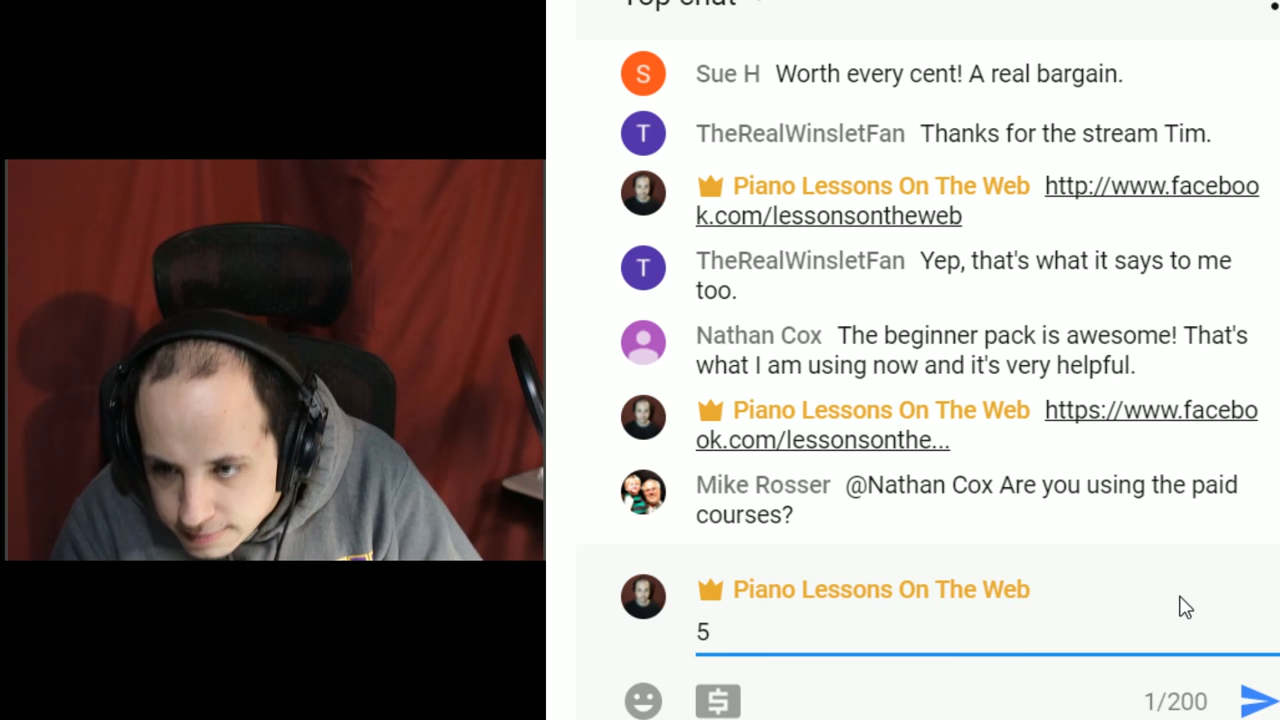 Top chat
S Sue H Worth every cent! A real bargain.
T TheRealWinsletFan Thanks for the stream Tim.
Piano Lessons On The Web http://www.faceboo
k.com/lessonsontheweb
T TheRealWinsletFan Yep, that's what it says to me
too.
Nathan Cox The beginner pack is awesome! That's
what I am using now and it's very helpful.
Piano Lessons On The Web https://www.facebo
ok.com/lessonsonthe...
Mike Rosser @Nathan Cox Are you using the paid
courses?
Piano Lessons On The Web
5
$ 1/200